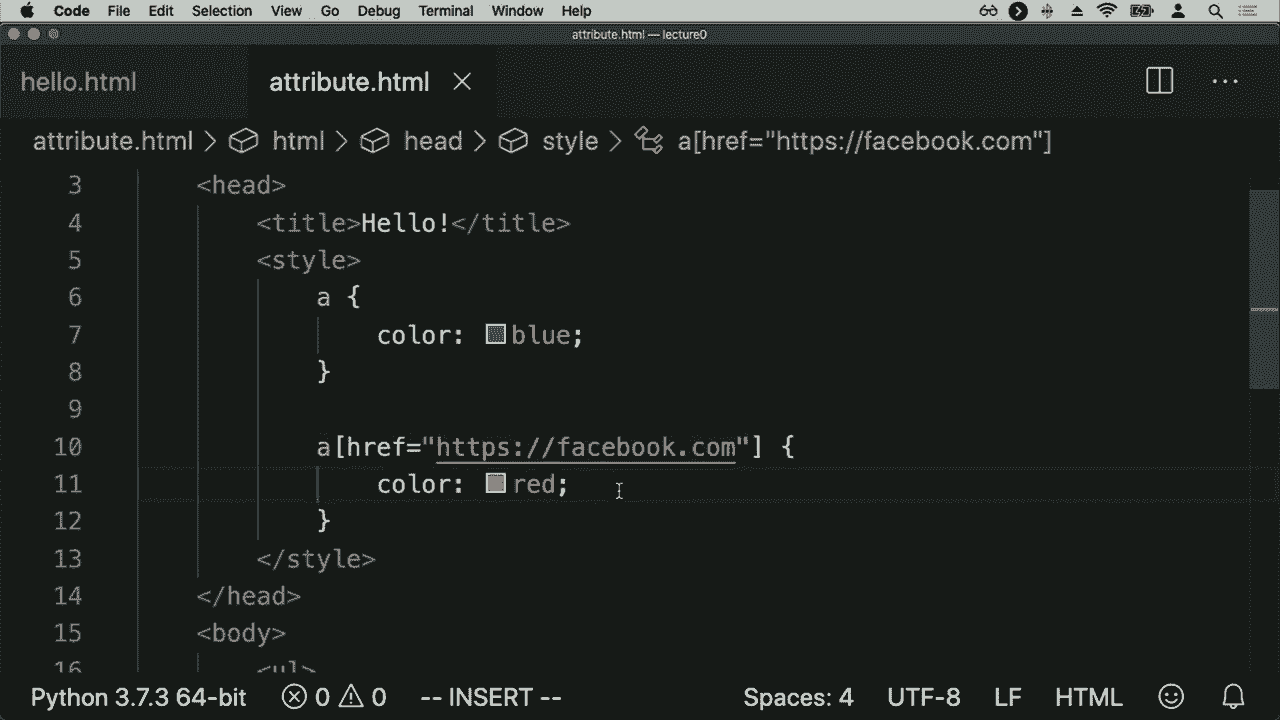 Code File Edit Selection View Go Debug Terminal Window Help
attribute.html — lecture0
hello.html attribute.html
attribute.html > html > head > style > a[href="https://facebook.com"]
3 <head>
4 <title>Hello!</title>
5 <style>
6 a {
7 color: blue;
8 }
9
10 a[href="https://facebook.com"] {
11 color: red;
12 }
13 </style>
14 </head>
15 <body>
16 <ul>
Python 3.7.3 64-bit 0 0 -- INSERT -- Spaces: 4 UTF-8 LF HTML